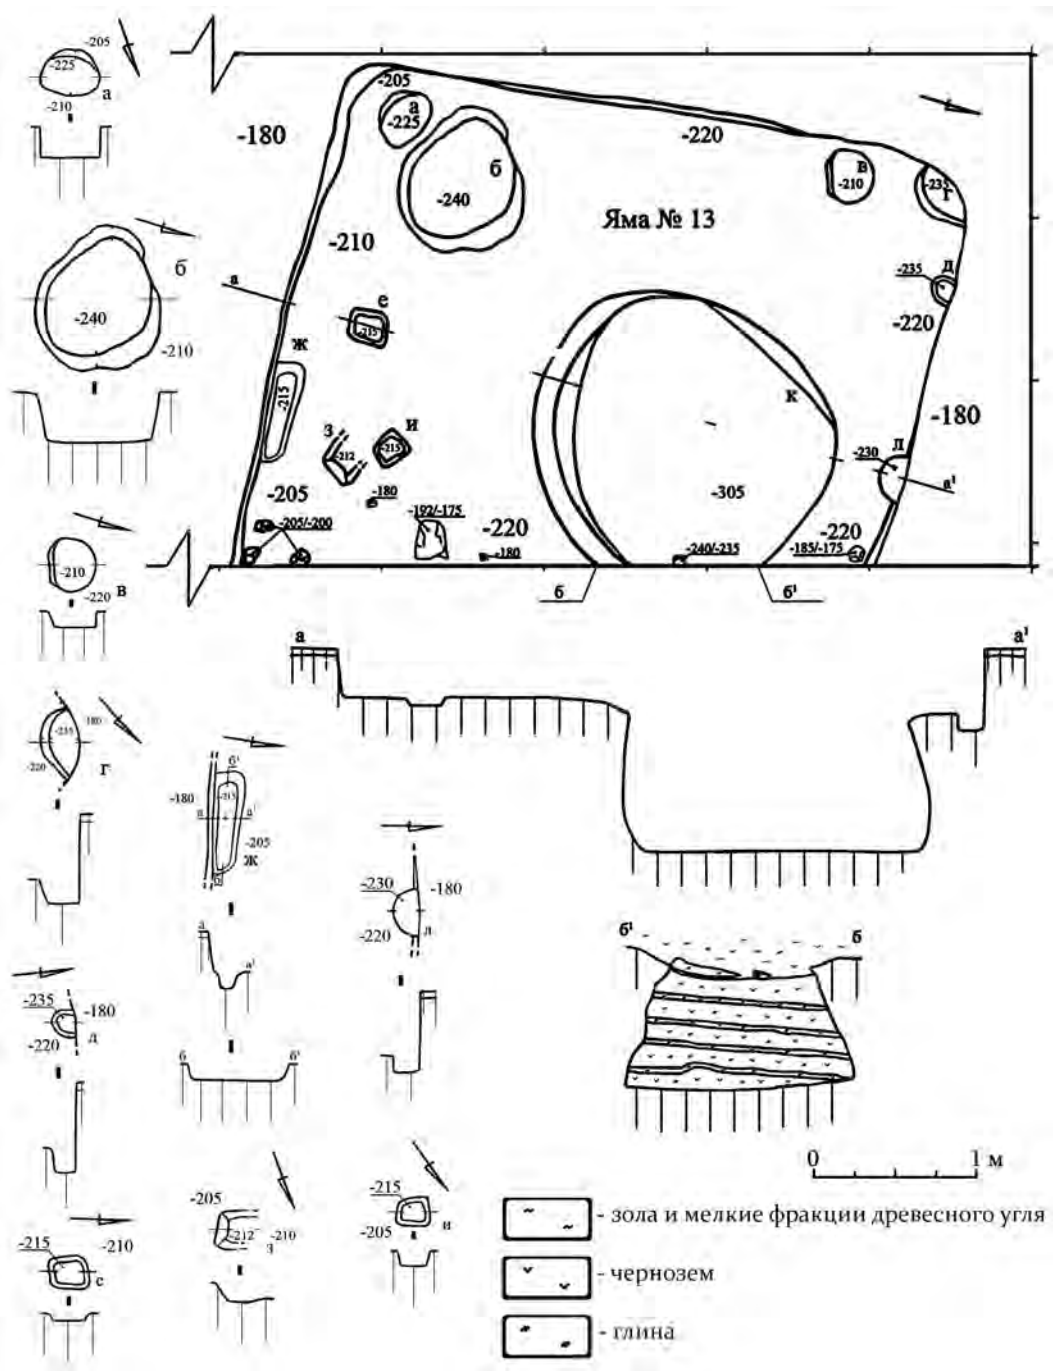 -205
-225
-210
а
-180
-205
а
-225
б
-240
-220
в
-210
-235
г
Яма № 13
-210
а
е
-215
ж
-215
з
-212
и
-215
-205
-180
-205/-200
-192/-175
-220
-180
к
-305
-240/-235
-185/-175
-220
-235
д
-220
-180
л
-230
а¹
б
б¹
б
-240
-210
-210
-220
в
а
а¹
-235
180
-220
г
б¹
-180
-215
а¹
-205
ж
а
а¹
б
б¹
-230
-180
-220
л
б¹
б
-235
-180
-220
д
0
1 м
-215
-210
е
-205
-212
-210
з
-215
-205
и
- зола и мелкие фракции древесного угля
- чернозем
- глина